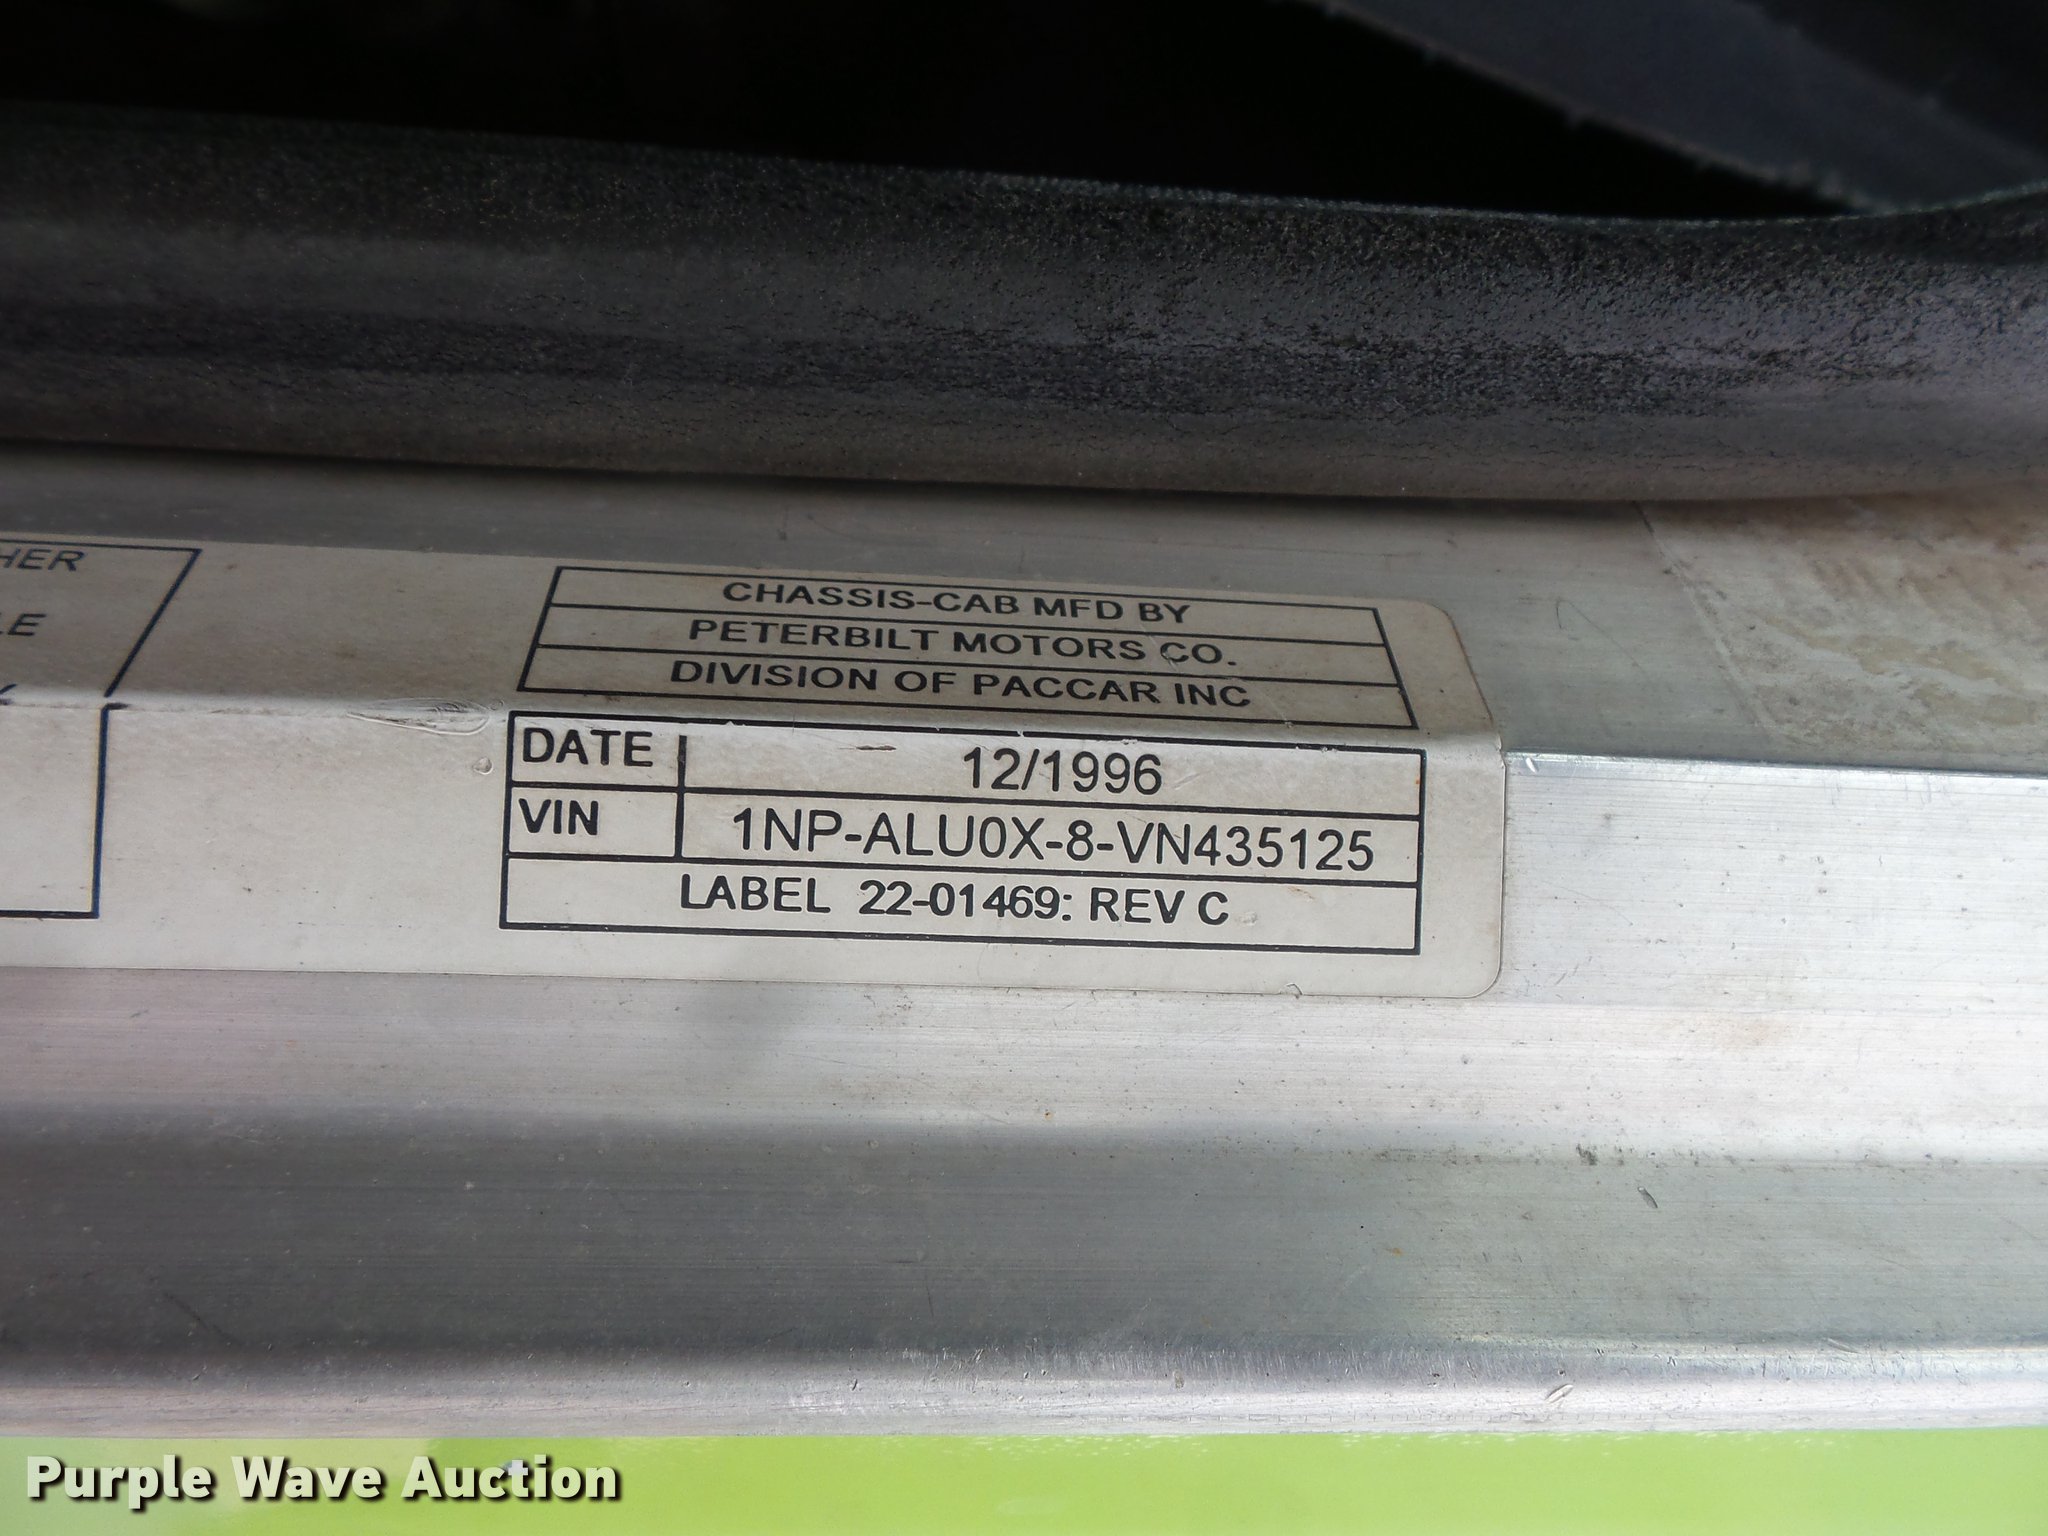 HER
LE
CHASSIS-CAB MFD BY
PETERBILT MOTORS CO.
DIVISION OF PACCAR INC
DATE 12/1996
VIN 1NP-ALU0X-8-VN435125
LABEL 22-01469: REV C
Purple Wave Auction